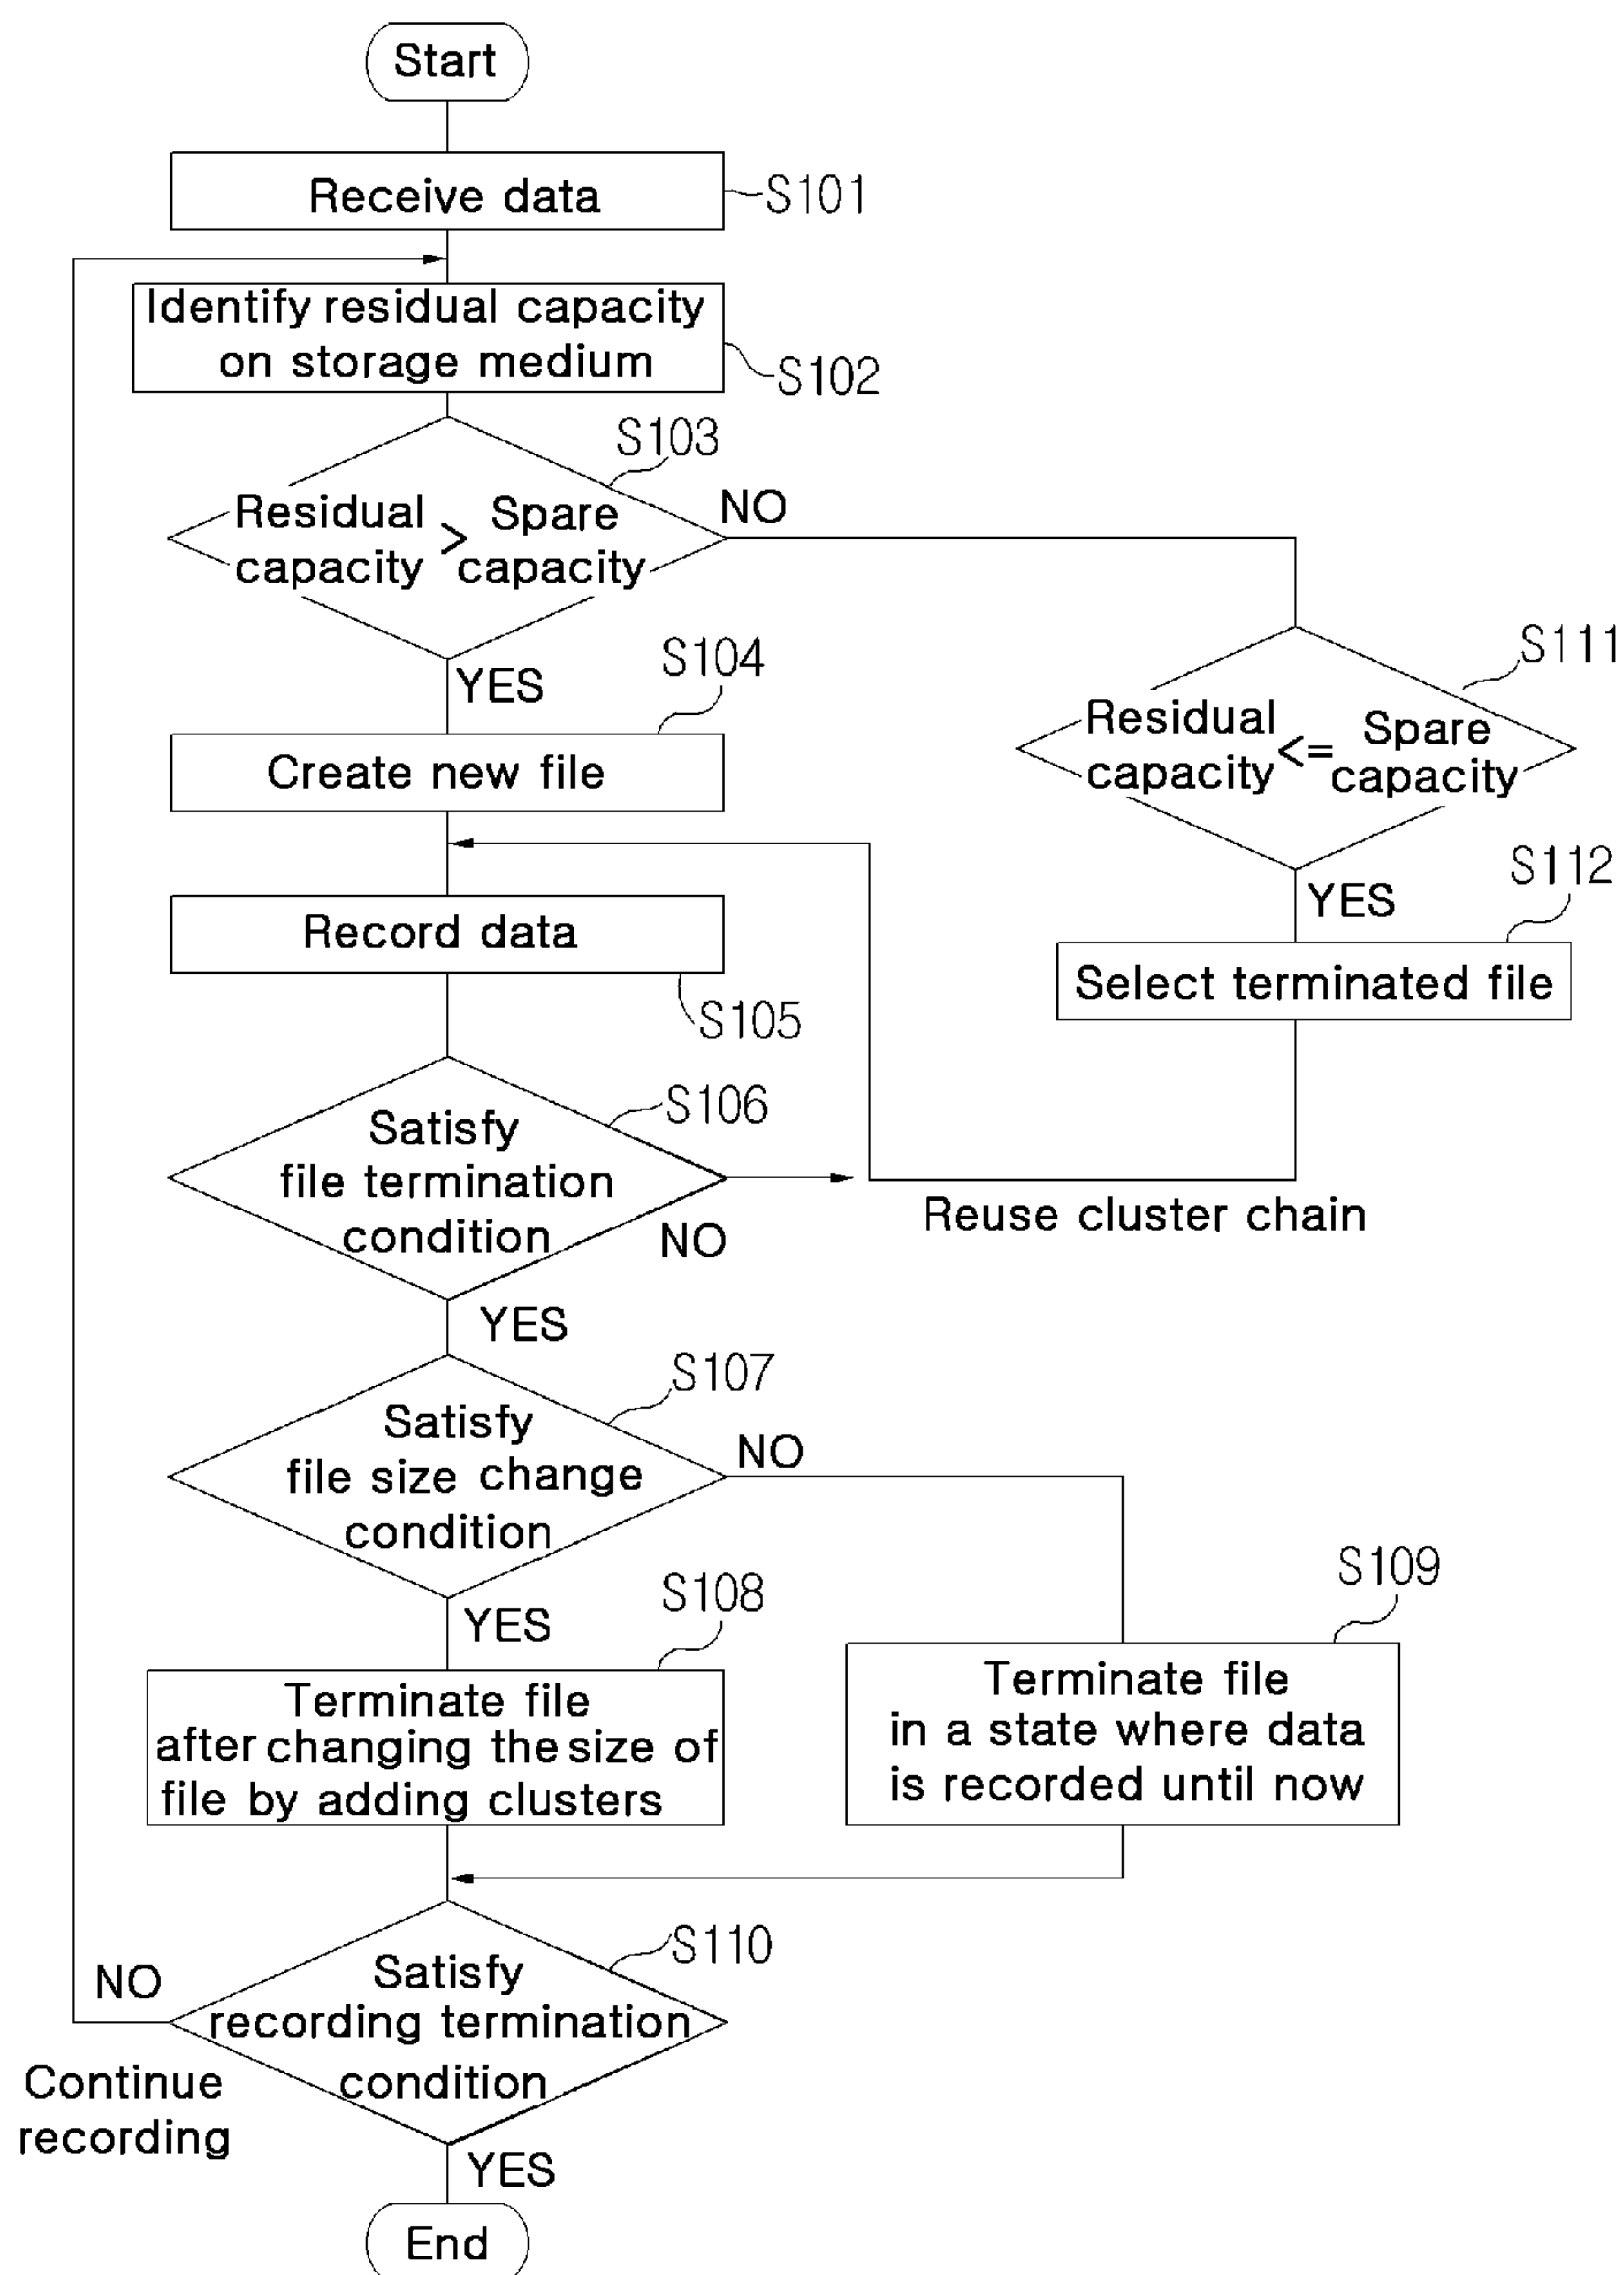 Start
Receive data
S101
Identify residual capacity
on storage medium
S102
S103
Residual
capacity
>
Spare
capacity
NO
YES
S111
Residual
capacity
<=
Spare
capacity
YES
S104
Create new file
S112
Select terminated file
Record data
S105
S106
Satisfy
file termination
condition
NO
Reuse cluster chain
YES
S107
Satisfy
file size change
condition
NO
YES
S108
Terminate file
after changing the size of
file by adding clusters
S109
Terminate file
in a state where data
is recorded until now
S110
Satisfy
recording termination
condition
NO
Continue
recording
YES
End